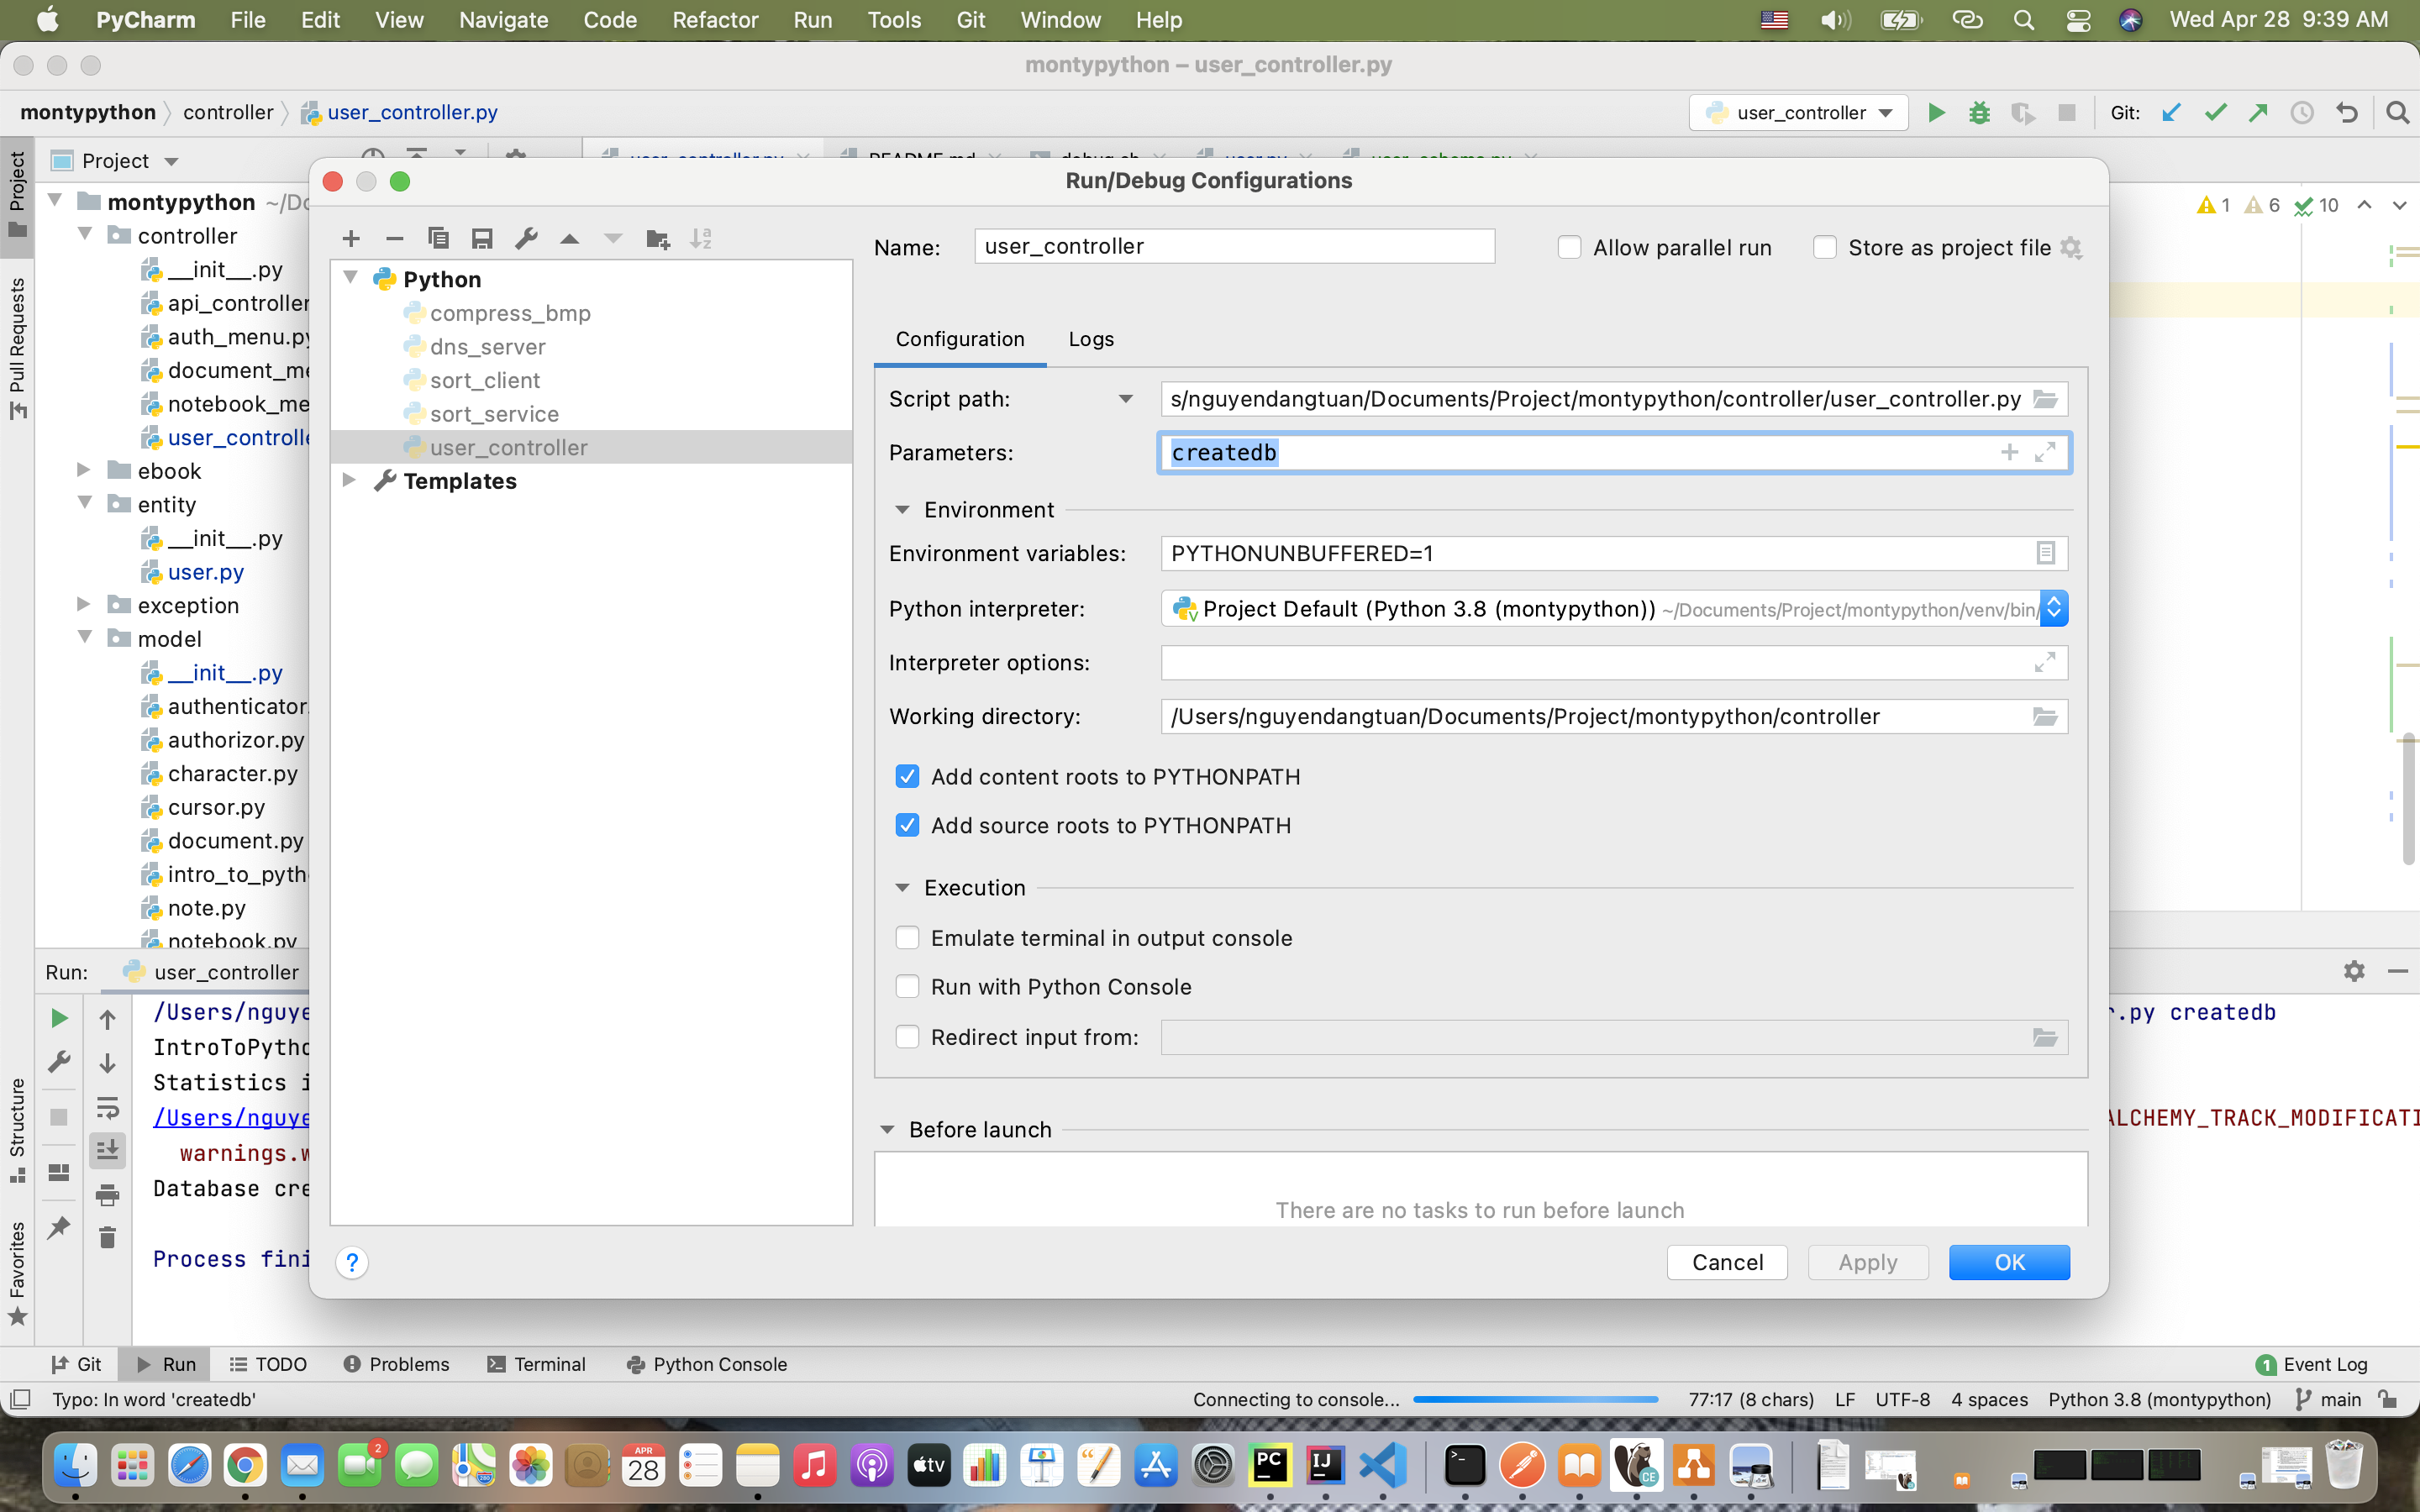 PyCharm File Edit View Navigate Code Refactor Run Tools Git Window Help Wed Apr 28 9:39 AM
montypython – user_controller.py
montypython controller user_controller.py user_controller Git:
Project
Project
Pull Requests
Structure
Favorites
montypython
controller
__init__.py
api_controller
auth_menu.py
document_me
notebook_me
user_controlle
ebook
entity
__init__.py
user.py
exception
model
__init__.py
authenticator.
authorizor.py
character.py
cursor.py
document.py
intro_to_pyth
note.py
notebook.py
1 6 10
Run/Debug Configurations
Python
compress_bmp
dns_server
sort_client
sort_service
user_controller
Templates
Name: user_controller Allow parallel run Store as project file
Configuration Logs
Script path: s/nguyendangtuan/Documents/Project/montypython/controller/user_controller.py
Parameters: createdb
Environment
Environment variables: PYTHONUNBUFFERED=1
Python interpreter: Project Default (Python 3.8 (montypython)) ~/Documents/Project/montypython/venv/bin/
Interpreter options:
Working directory: /Users/nguyendangtuan/Documents/Project/montypython/controller
Add content roots to PYTHONPATH
Add source roots to PYTHONPATH
Execution
Emulate terminal in output console
Run with Python Console
Redirect input from:
Before launch
There are no tasks to run before launch
? Cancel Apply OK
Run: user_controller
/Users/nguye r.py createdb
IntroToPytho
Statistics i
/Users/nguye ALCHEMY_TRACK_MODIFICATI
warnings.w
Database cre
Process fini
Git Run TODO Problems Terminal Python Console 1 Event Log
Typo: In word 'createdb' Connecting to console... 77:17 (8 chars) LF UTF-8 4 spaces Python 3.8 (montypython) main
2 APR 28 tv PC IJ CE